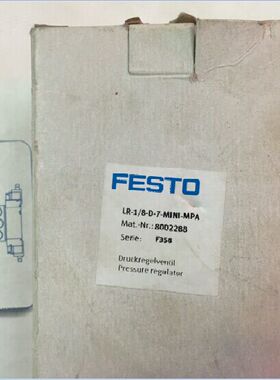 FESTO
LR-1/8-D-7-MINI-MPA
Mat.-Nr.: 8002288
Serie: F358
Druckregelventil
Pressure regulator